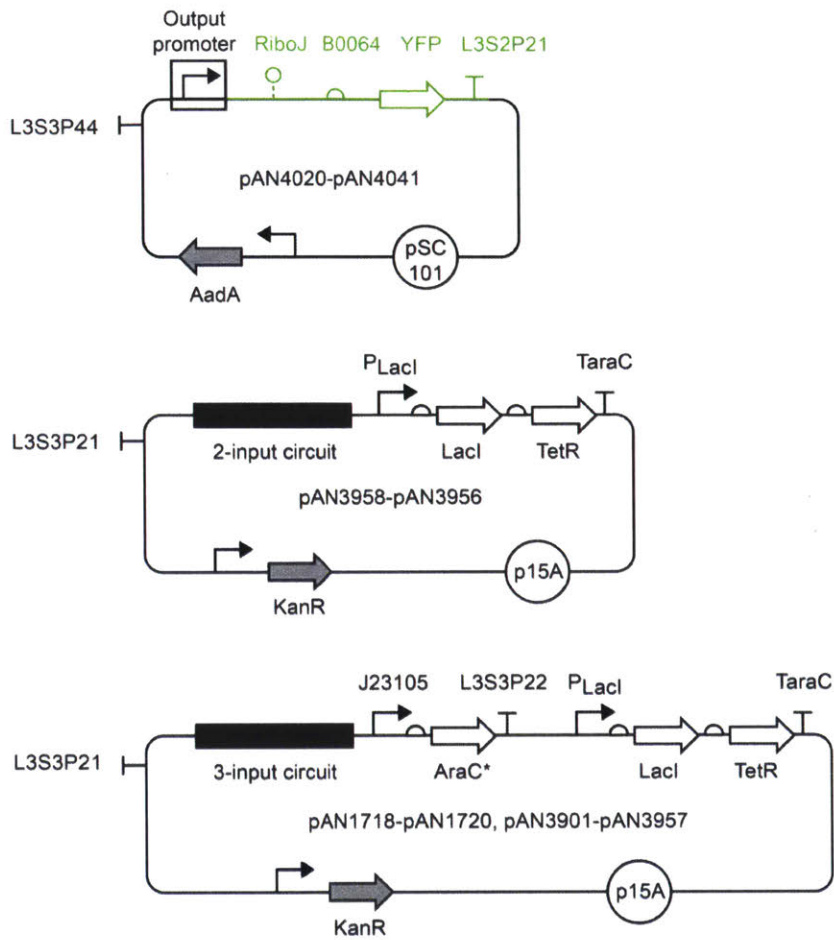 Output
promoter
RiboJ B0064 YFP L3S2P21
L3S3P44
pAN4020-pAN4041
pSC
101
AadA
PLacI
TaraC
L3S3P21
2-input circuit
LacI
TetR
pAN3958-pAN3956
p15A
KanR
J23105
L3S3P22
PLacI
TaraC
L3S3P21
3-input circuit
AraC*
LacI
TetR
pAN1718-pAN1720, pAN3901-pAN3957
p15A
KanR